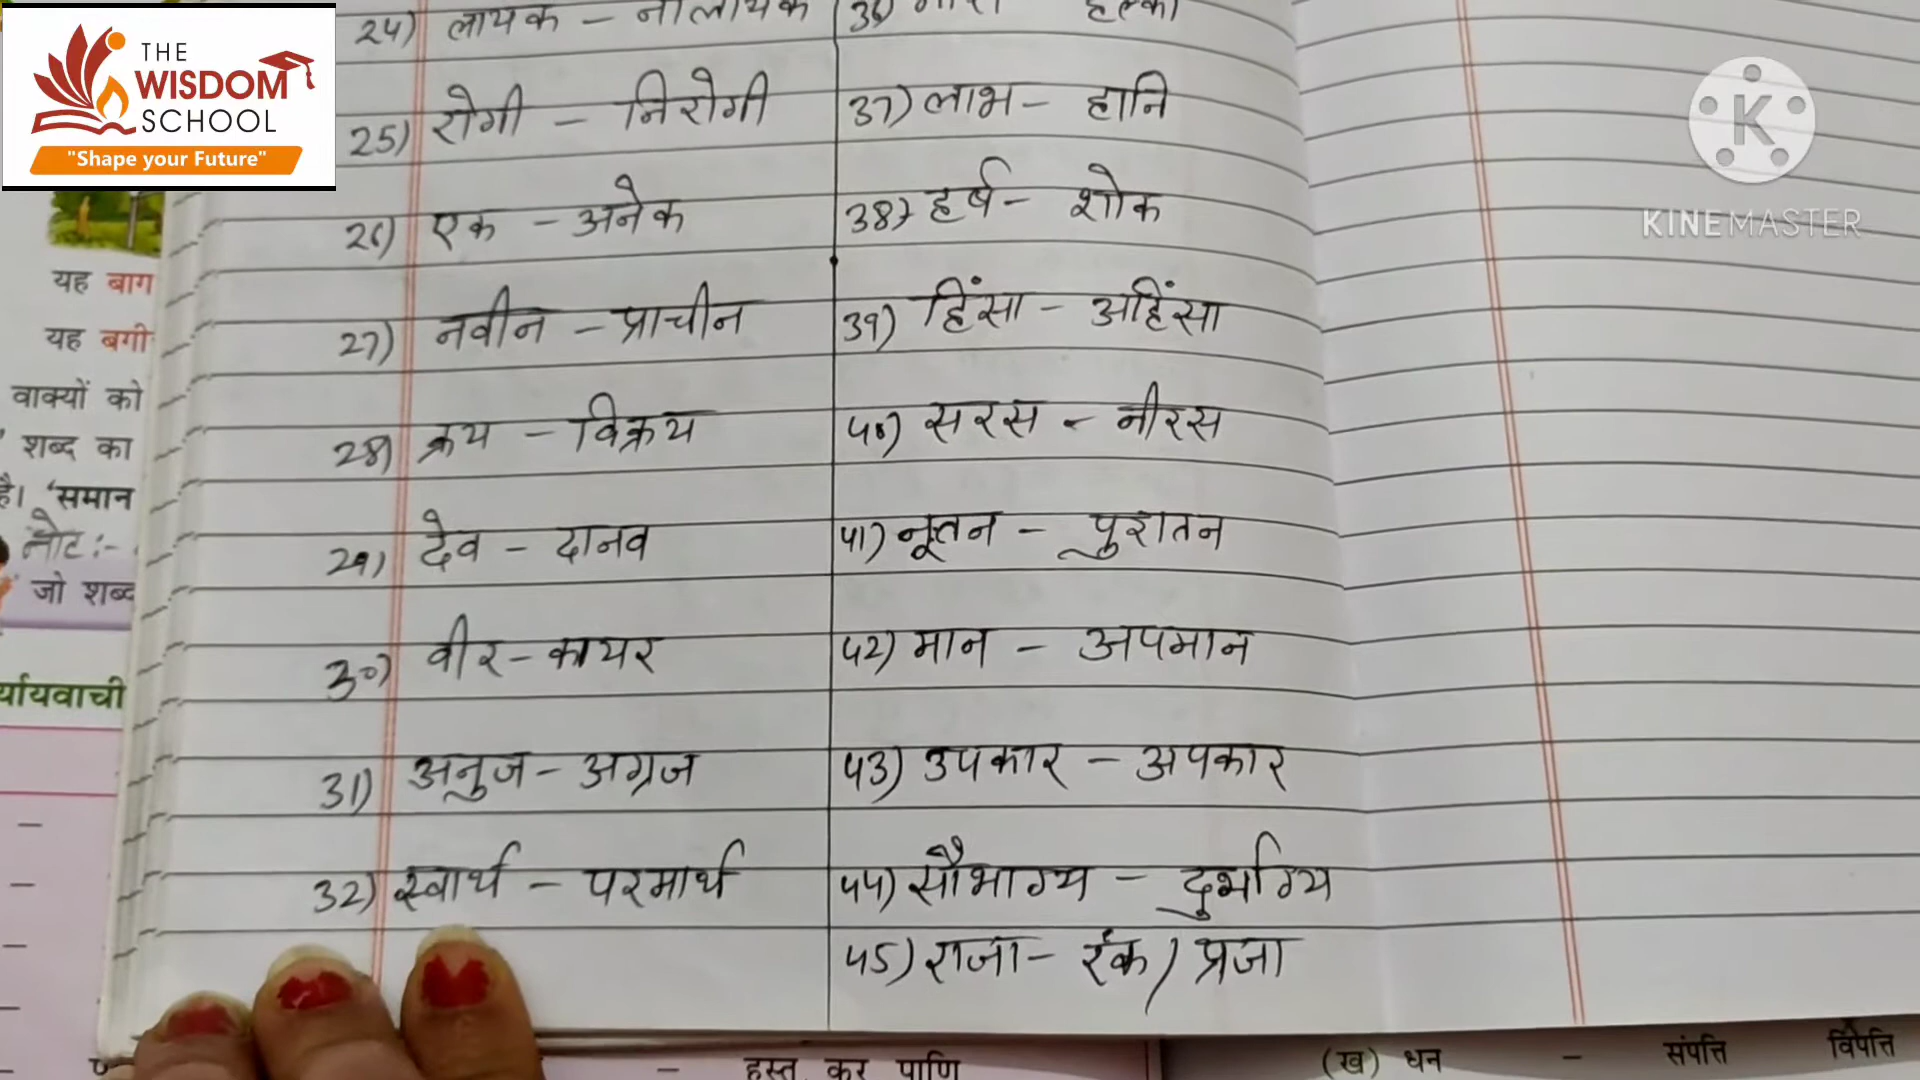 THE
WISDOM
SCHOOL
"Shape your Future"
KINEMASTER
24) लायक - नालायक
25) रोगी - निरोगी
26) एक - अनेक
27) नवीन - प्राचीन
28) क्रय - विक्रय
29) देव - दानव
30) वीर - कायर
31) अनुज - अग्रज
32) स्वार्थ - परमार्थ
36) हल्का
37) लाभ - हानि
38) हर्ष - शोक
39) हिंसा - अहिंसा
40) सरस - नीरस
41) नूतन - पुरातन
42) मान - अपमान
43) उपकार - अपकार
44) सौभाग्य - दुर्भाग्य
45) राजा - रंक / प्रजा
यह बाग
यह बगी
वाक्यों को
शब्द का
है। 'समान
नोट :-
जो शब्द
र्यायवाची
- हस्त, कर, पाणि
(ख) धन - संपत्ति विपत्ति